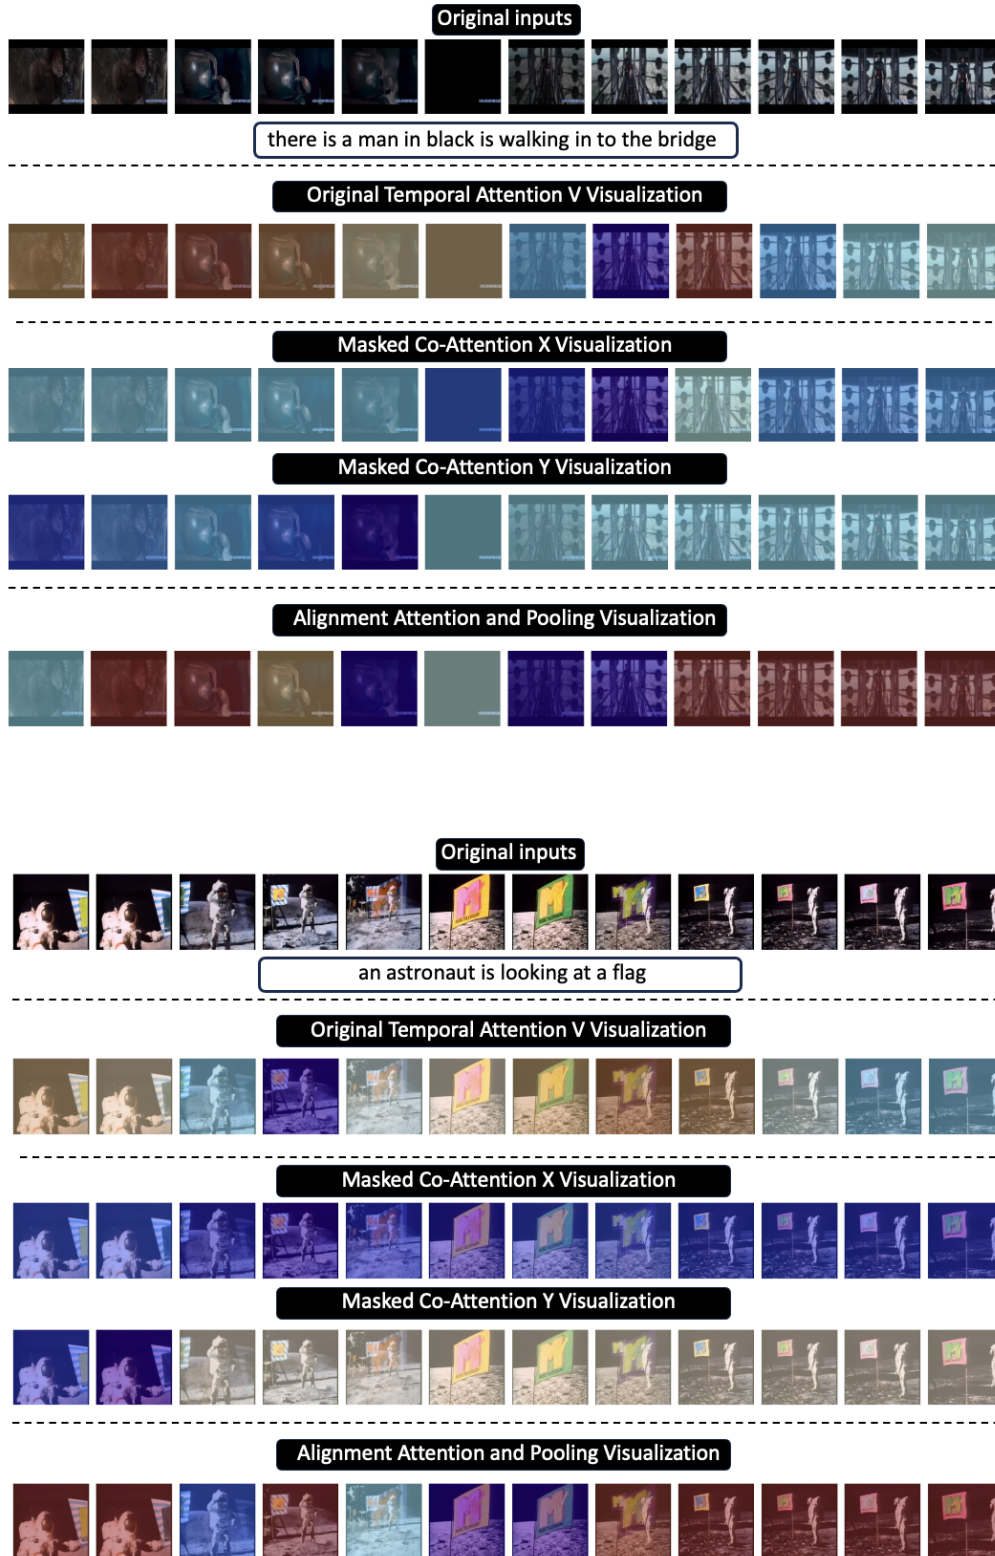 Original inputs
there is a man in black is walking in to the bridge
Original Temporal Attention V Visualization
Masked Co-Attention X Visualization
Masked Co-Attention Y Visualization
Alignment Attention and Pooling Visualization
Original inputs
an astronaut is looking at a flag
Original Temporal Attention V Visualization
Masked Co-Attention X Visualization
Masked Co-Attention Y Visualization
Alignment Attention and Pooling Visualization